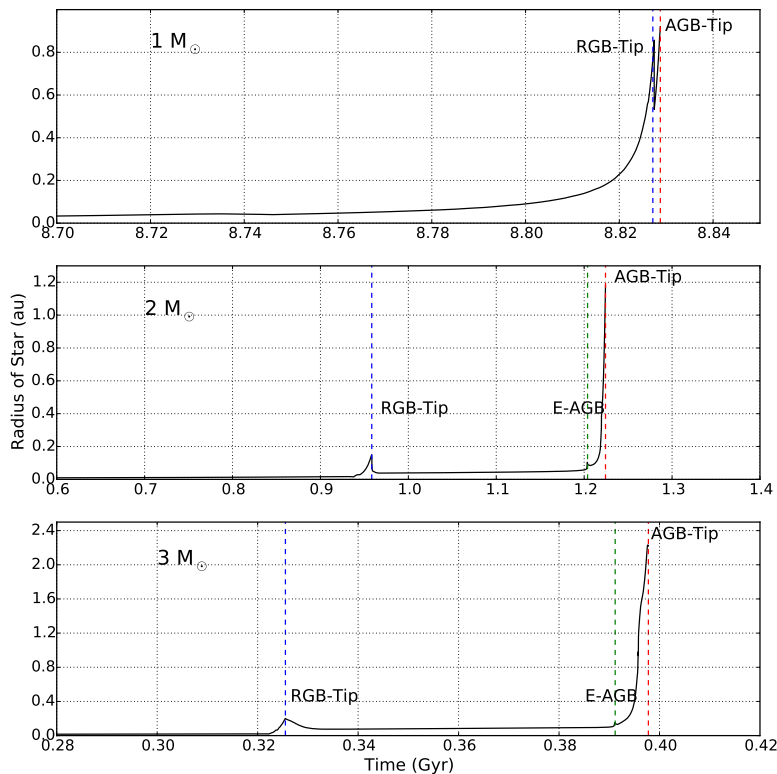 0.8
0.6
0.4
0.2
0.0
1 M☉
RGB-Tip
AGB-Tip
8.70 8.72 8.74 8.76 8.78 8.80 8.82 8.84
Radius of Star (au)
1.2
1.0
0.8
0.6
0.4
0.2
0.0
2 M☉
RGB-Tip
E-AGB
AGB-Tip
0.6 0.7 0.8 0.9 1.0 1.1 1.2 1.3 1.4
2.4
2.0
1.6
1.2
0.8
0.4
0.0
3 M☉
RGB-Tip
E-AGB
AGB-Tip
0.28 0.30 0.32 0.34 0.36 0.38 0.40 0.42
Time (Gyr)